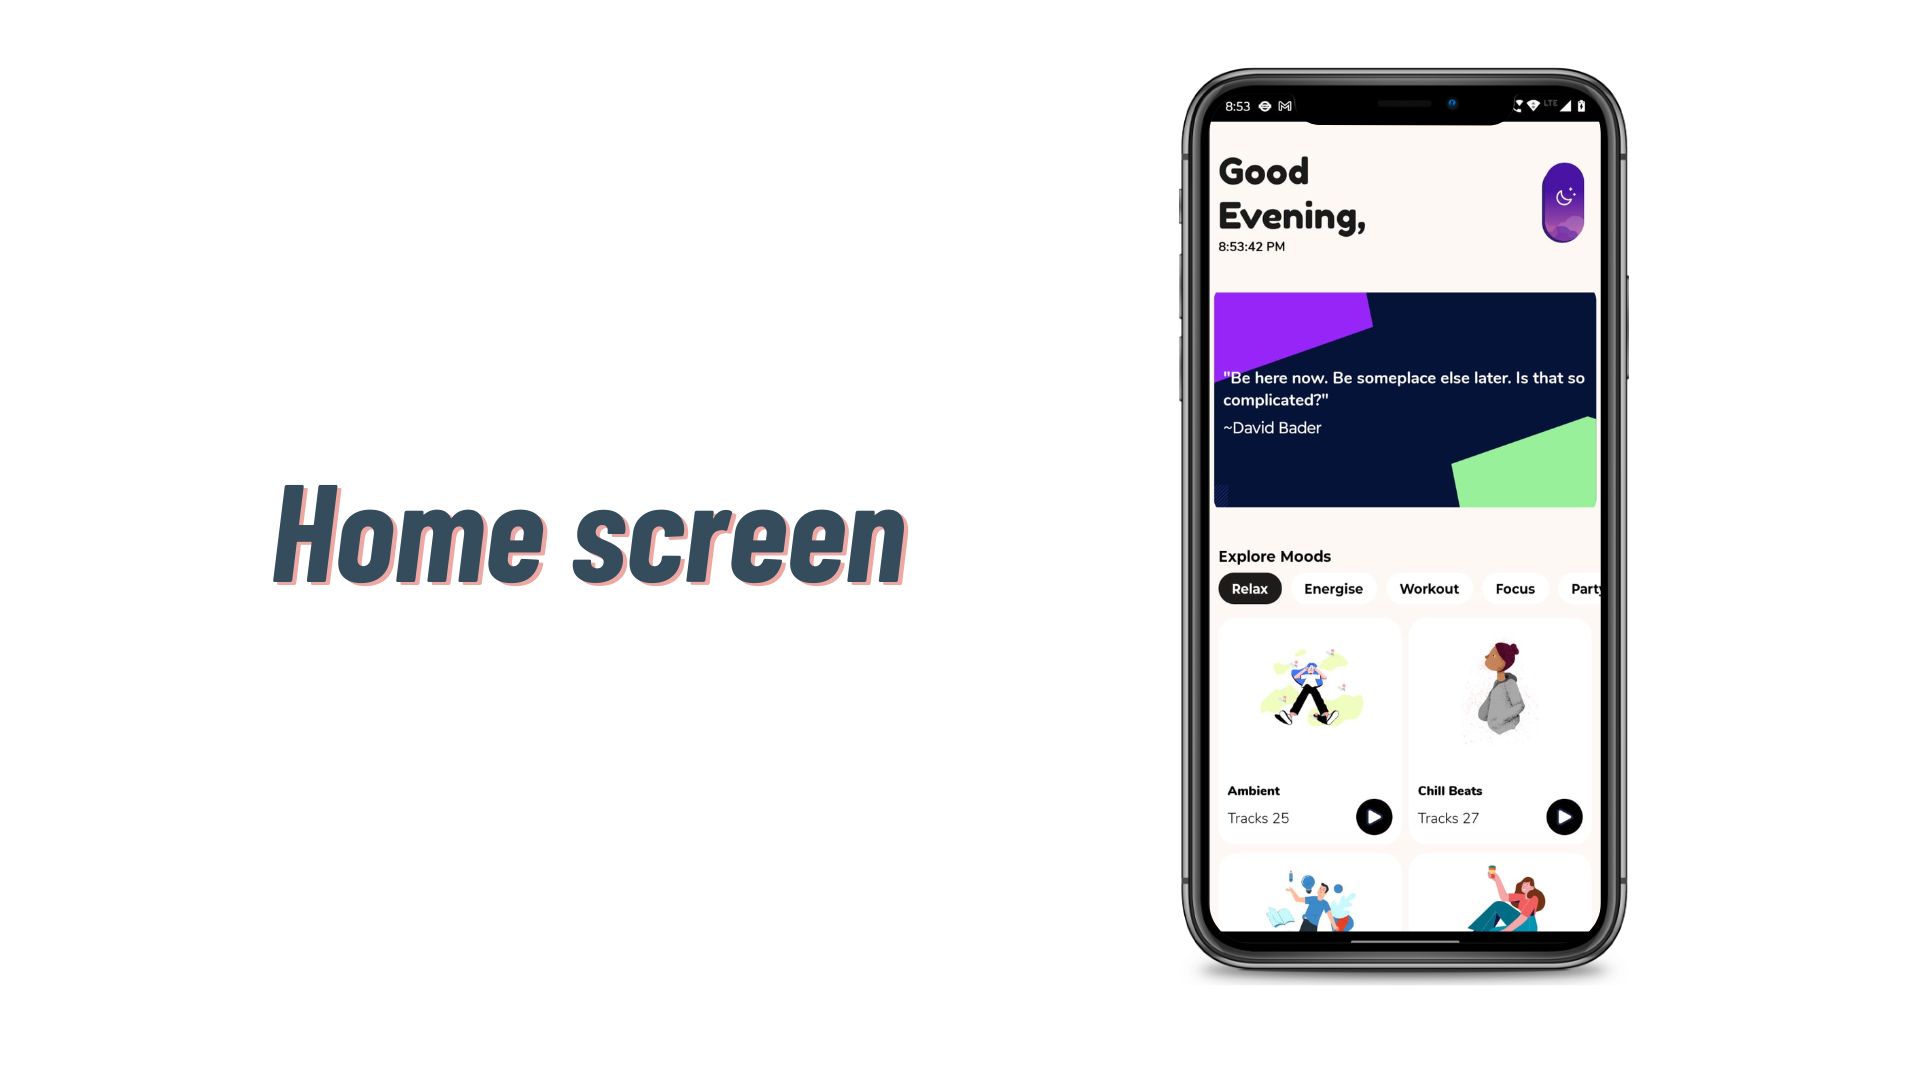 Home screen
8:53
LTE
Good
Evening,
8:53:42 PM
"Be here now. Be someplace else later. Is that so
complicated?"
~David Bader
Explore Moods
Relax Energise Workout Focus Party
Ambient
Tracks 25
Chill Beats
Tracks 27